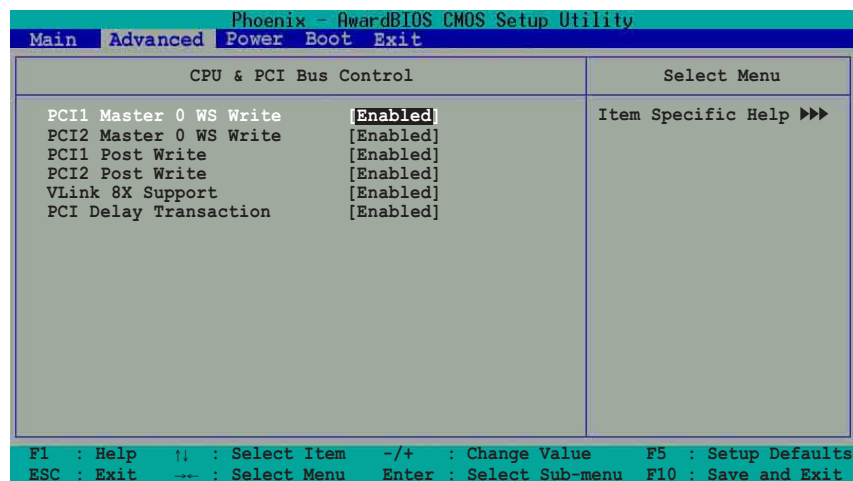 Phoenix - AwardBIOS CMOS Setup Utility
Main Advanced Power Boot Exit
CPU & PCI Bus Control Select Menu
PCI1 Master 0 WS Write [Enabled] Item Specific Help ▶▶▶
PCI2 Master 0 WS Write [Enabled]
PCI1 Post Write [Enabled]
PCI2 Post Write [Enabled]
VLink 8X Support [Enabled]
PCI Delay Transaction [Enabled]
F1 : Help ↑↓ : Select Item -/+ : Change Value F5 : Setup Defaults
ESC : Exit →← : Select Menu Enter : Select Sub-menu F10 : Save and Exit